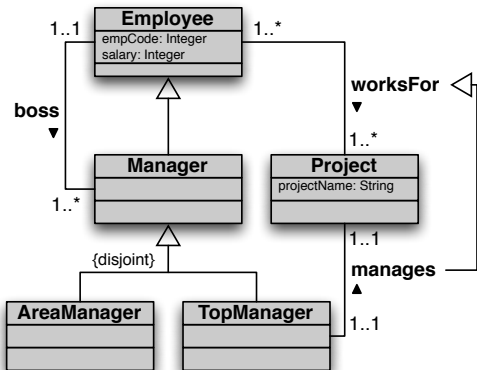 Employee
1..1
empCode: Integer
1..*
salary: Integer
worksFor
▼
boss
▼
1..*
Manager
Project
projectName: String
1..*
1..1
{disjoint}
manages
▲
AreaManager
TopManager
1..1